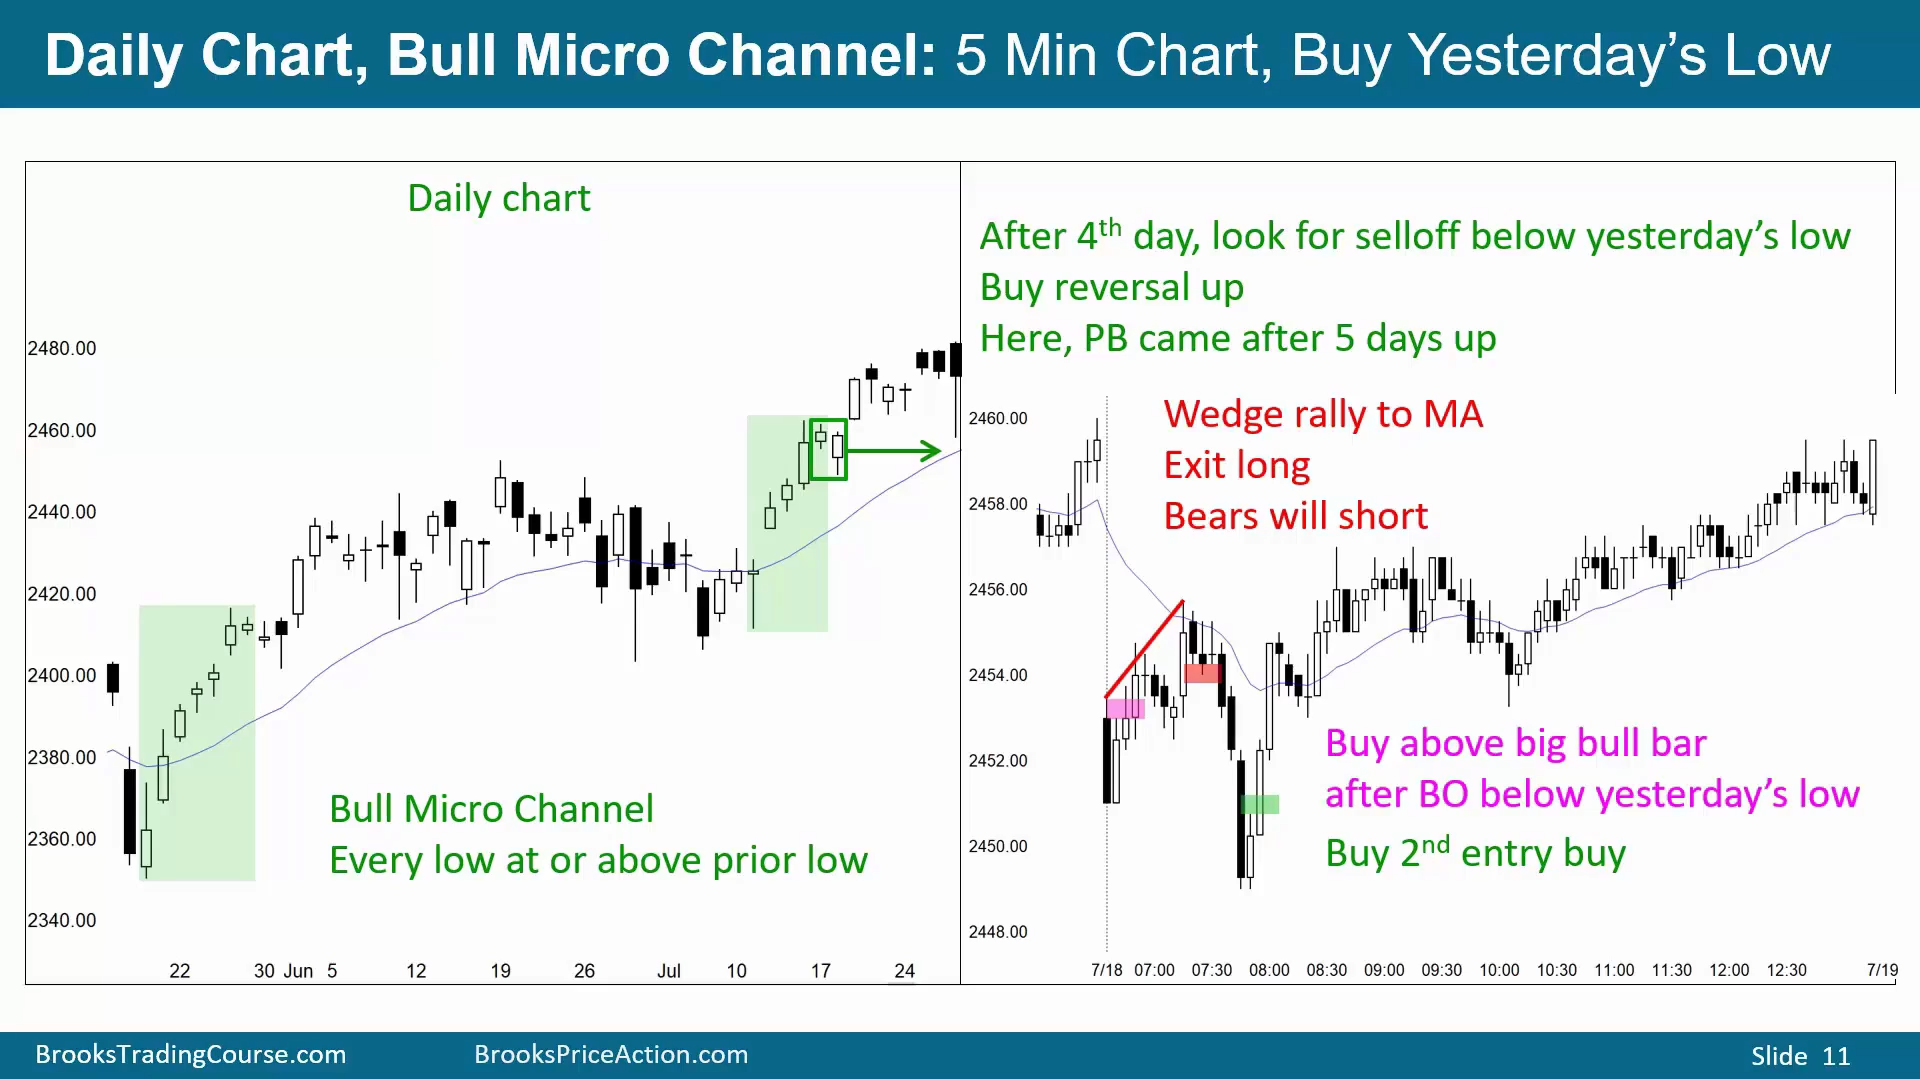 Daily Chart, Bull Micro Channel: 5 Min Chart, Buy Yesterday's Low
Daily chart
2480.00
2460.00
2440.00
2420.00
2400.00
2380.00
2360.00
2340.00
Bull Micro Channel
Every low at or above prior low
22 30 Jun 5 12 19 26 Jul 10 17 24
After 4th day, look for selloff below yesterday's low
Buy reversal up
Here, PB came after 5 days up
Wedge rally to MA
Exit long
Bears will short
2460.00
2458.00
2456.00
2454.00
2452.00
2450.00
2448.00
Buy above big bull bar
after BO below yesterday's low
Buy 2nd entry buy
7/18 07:00 07:30 08:00 08:30 09:00 09:30 10:00 10:30 11:00 11:30 12:00 12:30 7/19
BrooksTradingCourse.com BrooksPriceAction.com Slide 11